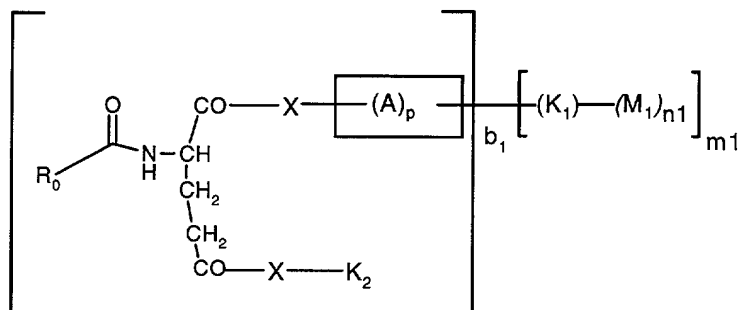 O CO X (A)p b1 (K1) (M1)n1 m1
R0 N H CH
CH2
CH2
CO X K2